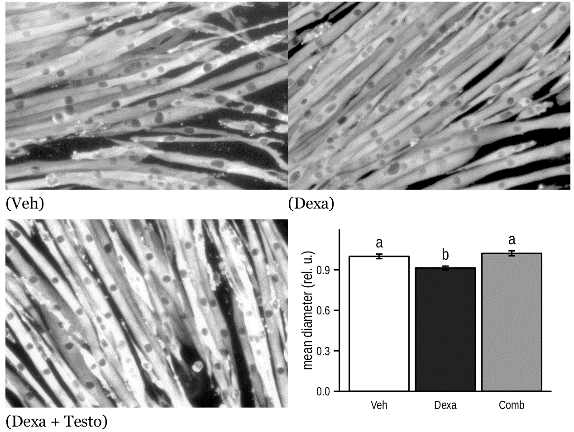 (Veh)
(Dexa)
(Dexa + Testo)
mean diameter (rel. u.)
0.9
0.6
0.3
0.0
a
b
a
Veh
Dexa
Comb